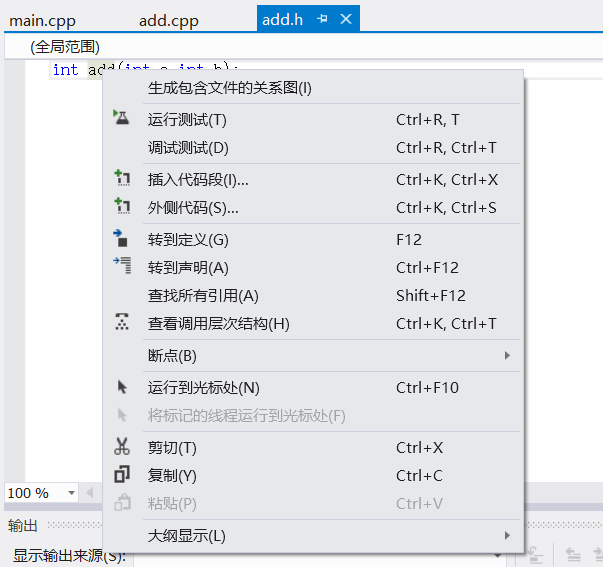 main.cpp add.cpp add.h
(全局范围)
int add(int a,int b);
生成包含文件的关系图(I)
运行测试(T) Ctrl+R, T
调试测试(D) Ctrl+R, Ctrl+T
插入代码段(I)... Ctrl+K, Ctrl+X
外侧代码(S)... Ctrl+K, Ctrl+S
转到定义(G) F12
转到声明(A) Ctrl+F12
查找所有引用(A) Shift+F12
查看调用层次结构(H) Ctrl+K, Ctrl+T
断点(B)
运行到光标处(N) Ctrl+F10
将标记的线程运行到光标处(F)
剪切(T) Ctrl+X
复制(Y) Ctrl+C
粘贴(P) Ctrl+V
大纲显示(L)
100 %
输出
显示输出来源(S):